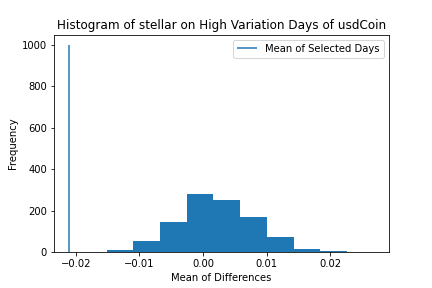 Histogram of stellar on High Variation Days of usdCoin
Mean of Selected Days
Frequency
1000
800
600
400
200
0
−0.02 −0.01 0.00 0.01 0.02
Mean of Differences